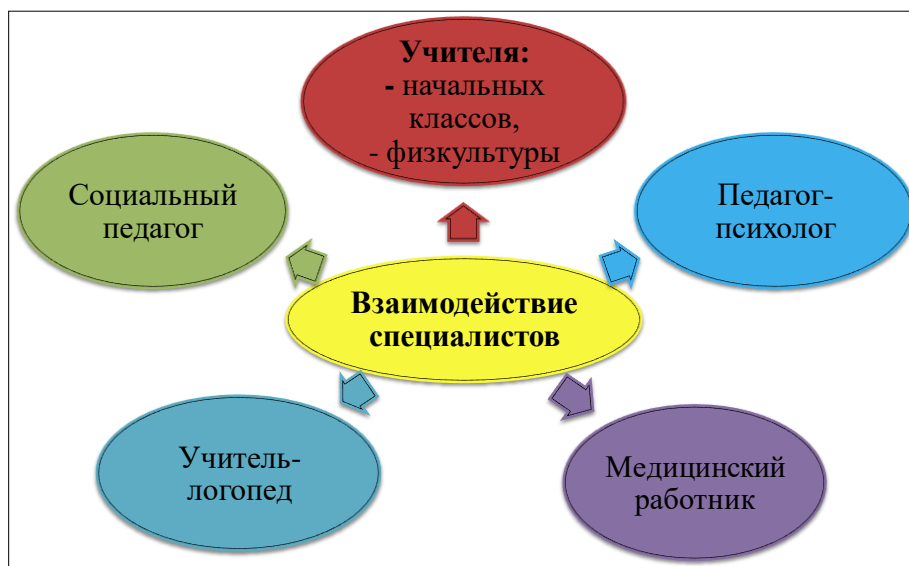 Учителя:
- начальных
классов,
- физкультуры
Социальный
педагог
Педагог-
психолог
Взаимодействие
специалистов
Учитель-
логопед
Медицинский
работник